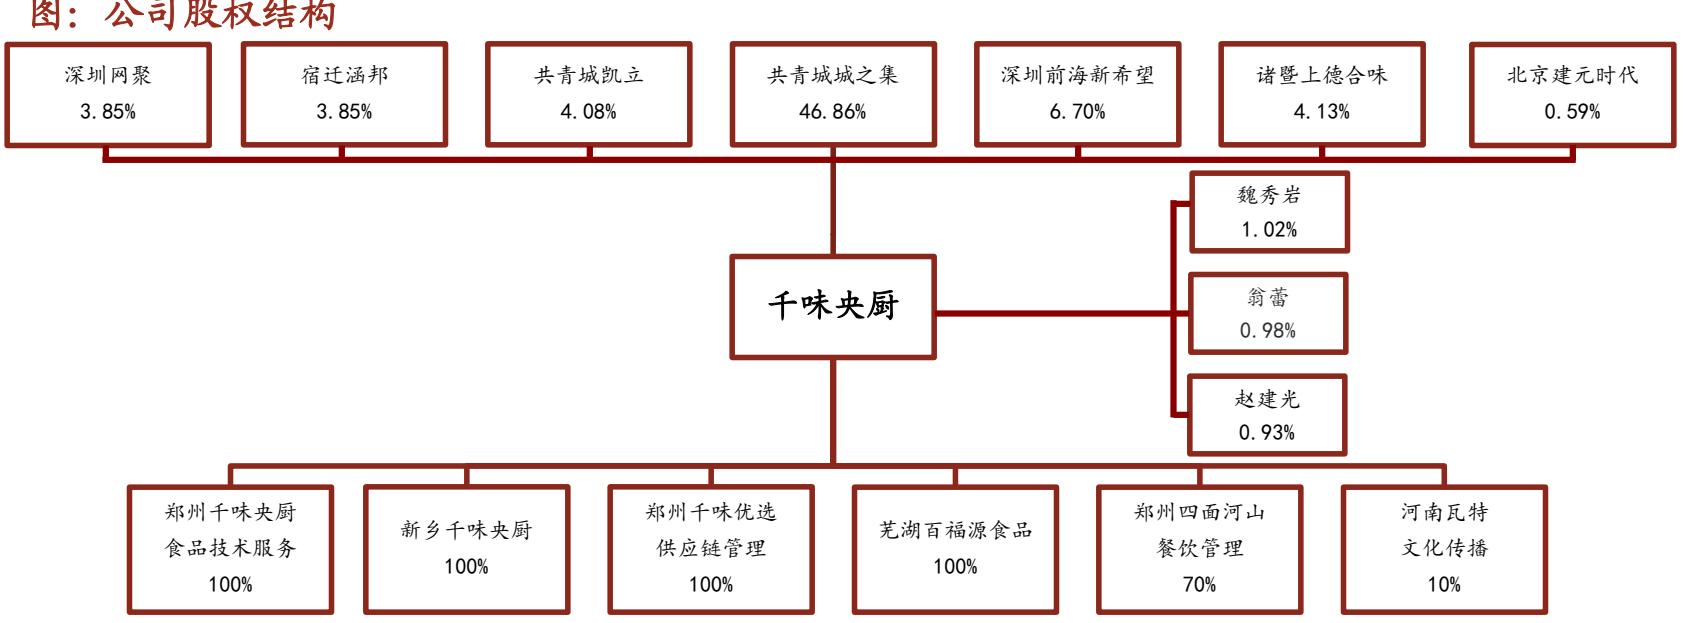 图：公司股权结构
深圳网聚
3.85%
宿迁涵邦
3.85%
共青城凯立
4.08%
共青城城之集
46.86%
深圳前海新希望
6.70%
诸暨上德合味
4.13%
北京建元时代
0.59%
魏秀岩
1.02%
千味央厨
翁蕾
0.98%
赵建光
0.93%
郑州千味央厨
食品技术服务
100%
新乡千味央厨
100%
郑州千味优选
供应链管理
100%
芜湖百福源食品
100%
郑州四面河山
餐饮管理
70%
河南瓦特
文化传播
10%